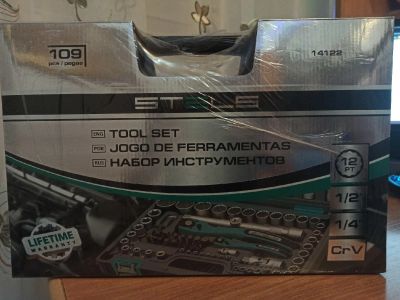 109
pcs / peças
14122
STELS
ENG TOOL SET
POR JOGO DE FERRAMENTAS
RUS НАБОР ИНСТРУМЕНТОВ
12
PT
1/2"
1/4"
CrV
LIFETIME
WARRANTY